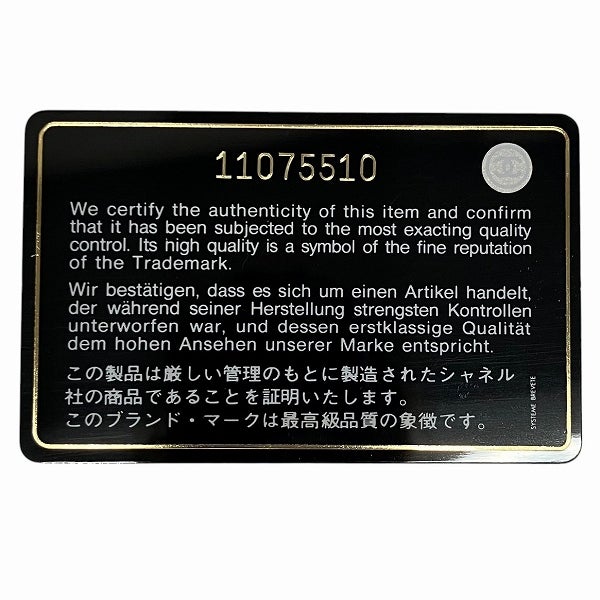 11075510
We certify the authenticity of this item and confirm
that it has been subjected to the most exacting quality
control. Its high quality is a symbol of the fine reputation
of the Trademark.
Wir bestätigen, dass es sich um einen Artikel handelt,
der während seiner Herstellung strengsten Kontrollen
unterworfen war, und dessen erstklassige Qualität
dem hohen Ansehen unserer Marke entspricht.
この製品は厳しい管理のもとに製造されたシャネル
社の商品であることを証明いたします。
このブランド・マークは最高級品質の象徴です。
SYSTEME BREVETE